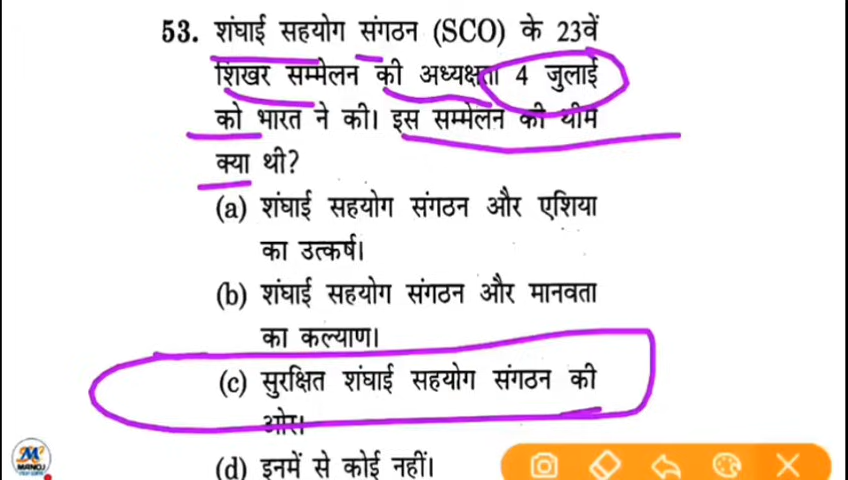 53. शंघाई सहयोग संगठन (SCO) के 23वें
शिखर सम्मेलन की अध्यक्षता 4 जुलाई
को भारत ने की। इस सम्मेलन की थीम
क्या थी?
(a) शंघाई सहयोग संगठन और एशिया
का उत्कर्ष।
(b) शंघाई सहयोग संगठन और मानवता
का कल्याण।
(c) सुरक्षित शंघाई सहयोग संगठन की
ओर।
(d) इनमें से कोई नहीं।
MANOJ